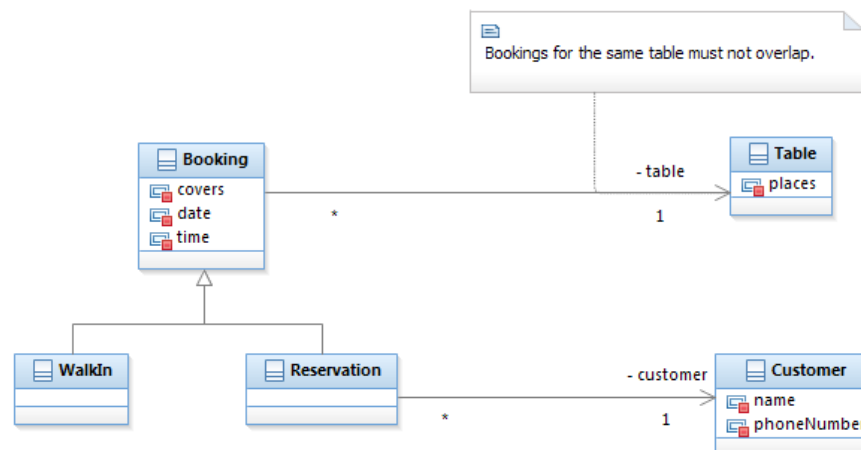 Bookings for the same table must not overlap.
Booking
covers
date
time
- table
*
1
Table
places
WalkIn
Reservation
- customer
*
1
Customer
name
phoneNumber